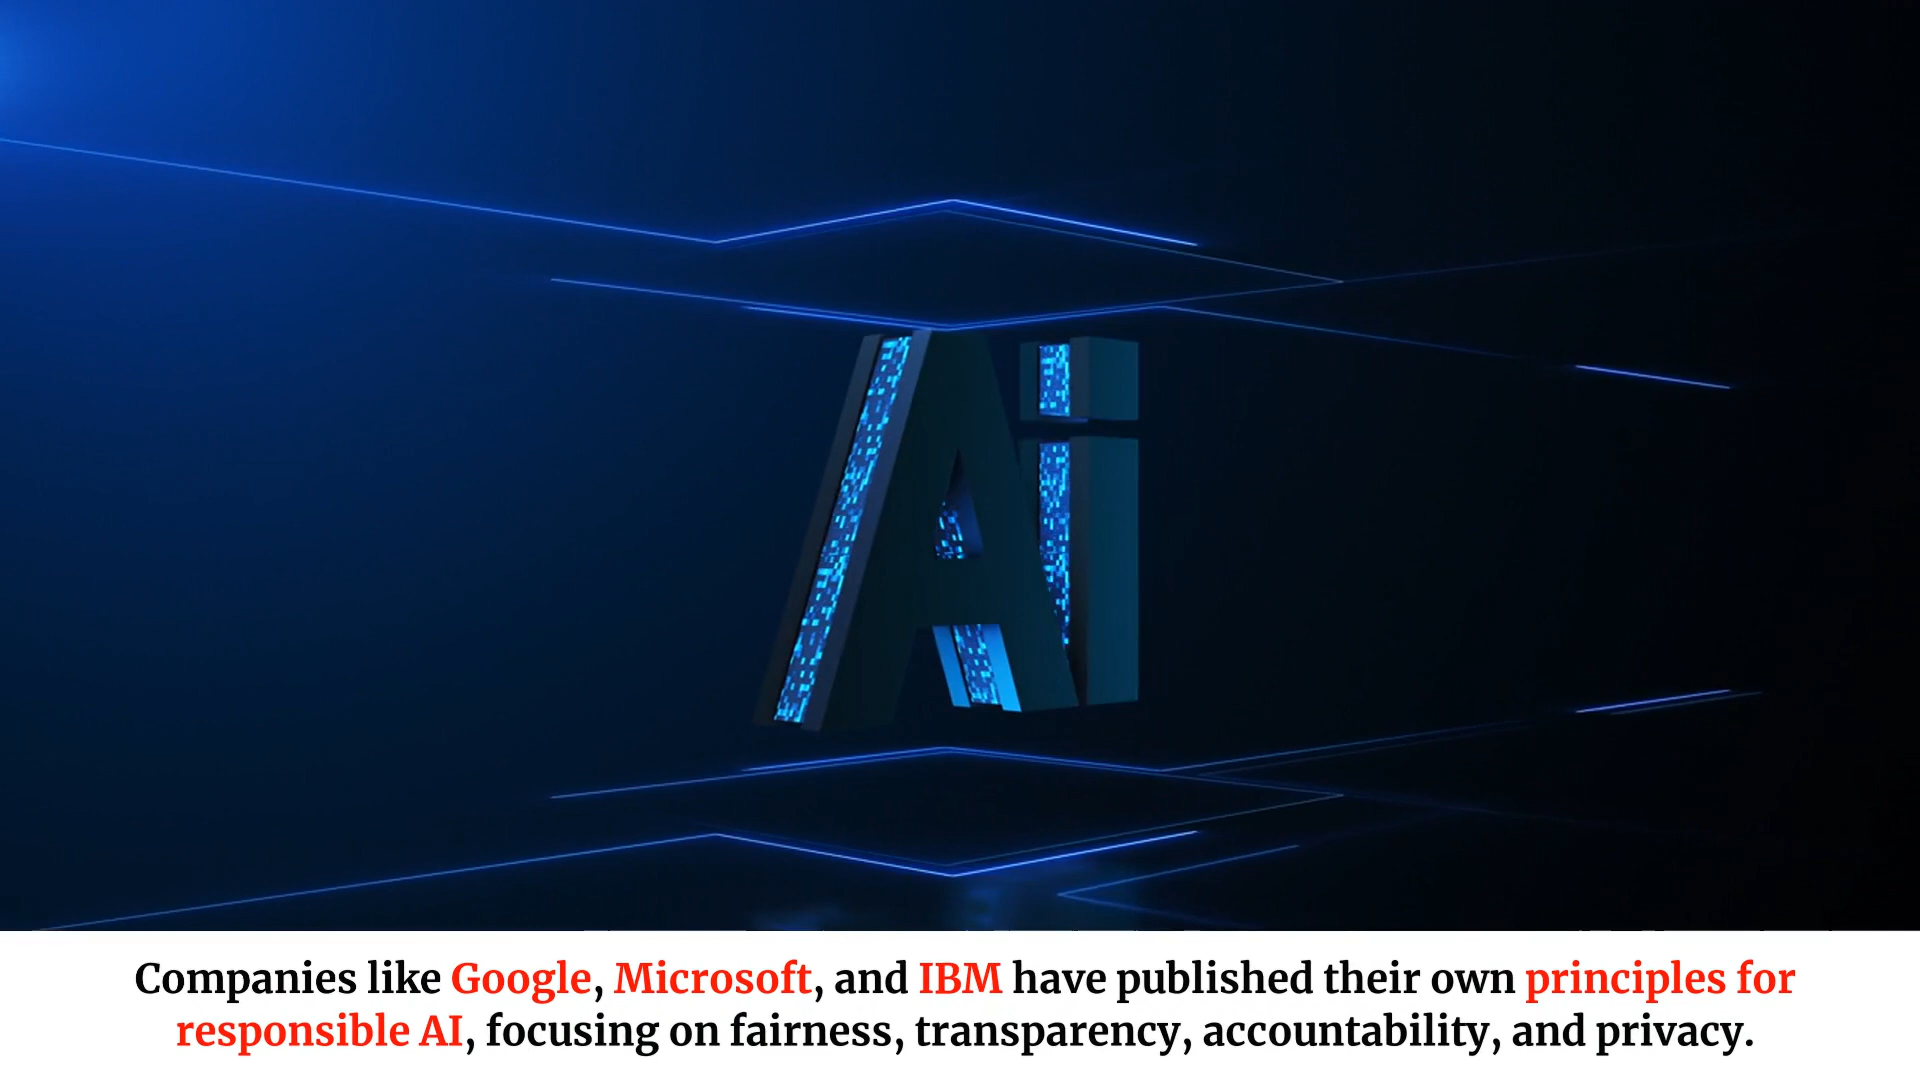 Ai
Companies like Google, Microsoft, and IBM have published their own principles for
responsible AI, focusing on fairness, transparency, accountability, and privacy.